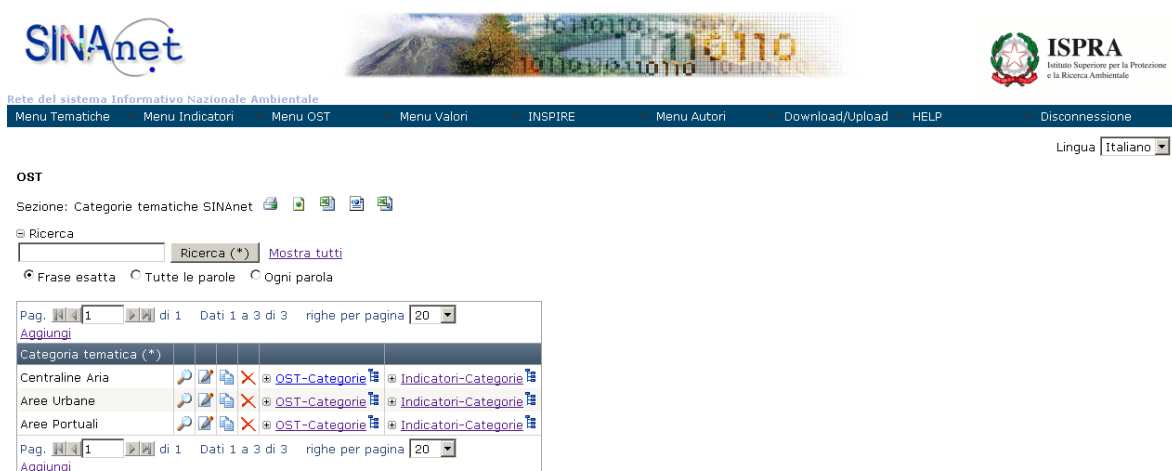 SINAnet
ISPRA
Istituto Superiore per la Protezione
e la Ricerca Ambientale
Rete del sistema Informativo Nazionale Ambientale
Menu Tematiche Menu Indicatori Menu OST Menu Valori INSPIRE Menu Autori Download/Upload HELP Disconnessione
Lingua Italiano
OST
Sezione: Categorie tematiche SINAnet
Ricerca
Ricerca (*) Mostra tutti
Frase esatta Tutte le parole Ogni parola
Pag. 1 di 1 Dati 1 a 3 di 3 righe per pagina 20
Aggiungi
Categoria tematica (*)
Centraline Aria OST-Categorie Indicatori-Categorie
Aree Urbane OST-Categorie Indicatori-Categorie
Aree Portuali OST-Categorie Indicatori-Categorie
Pag. 1 di 1 Dati 1 a 3 di 3 righe per pagina 20
Aggiungi